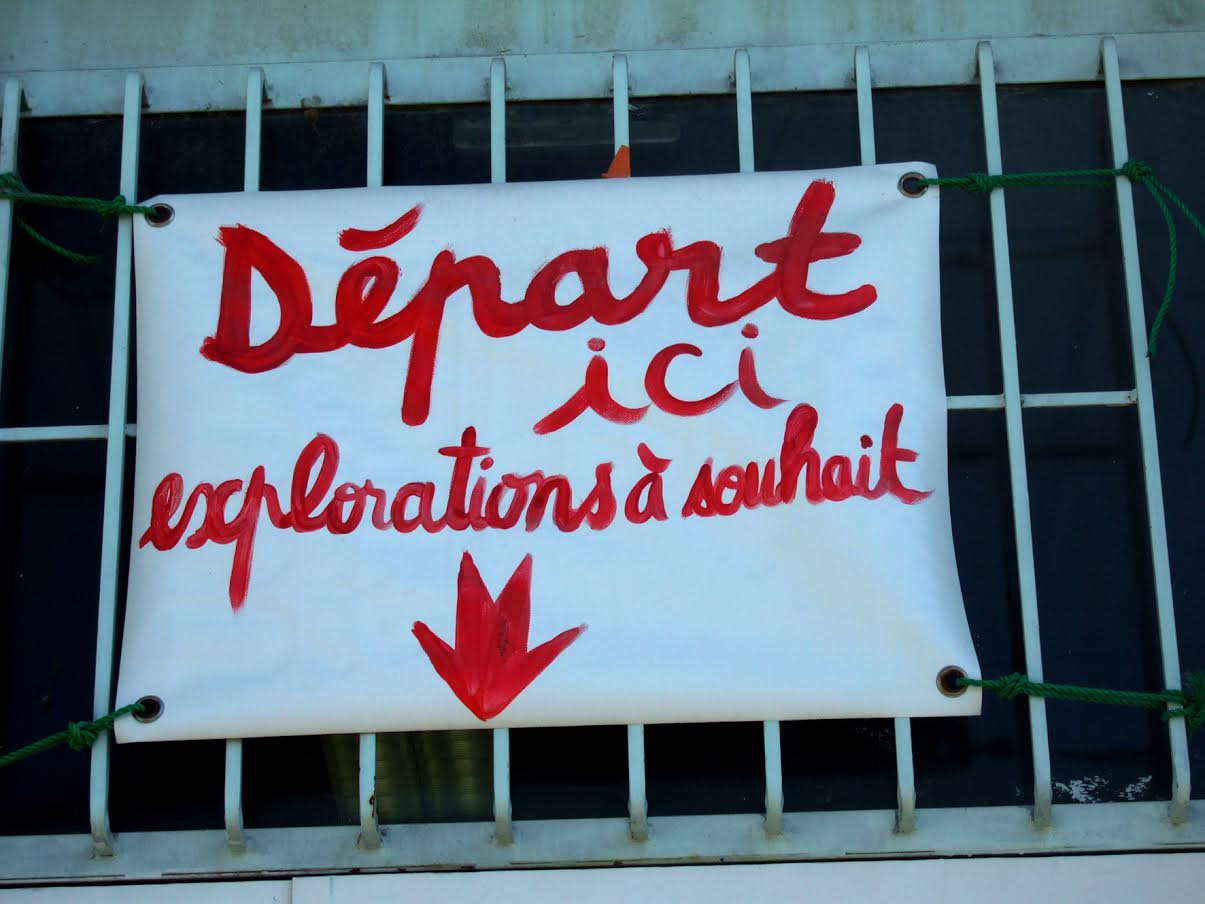 Départ
ici
explorations à souhait